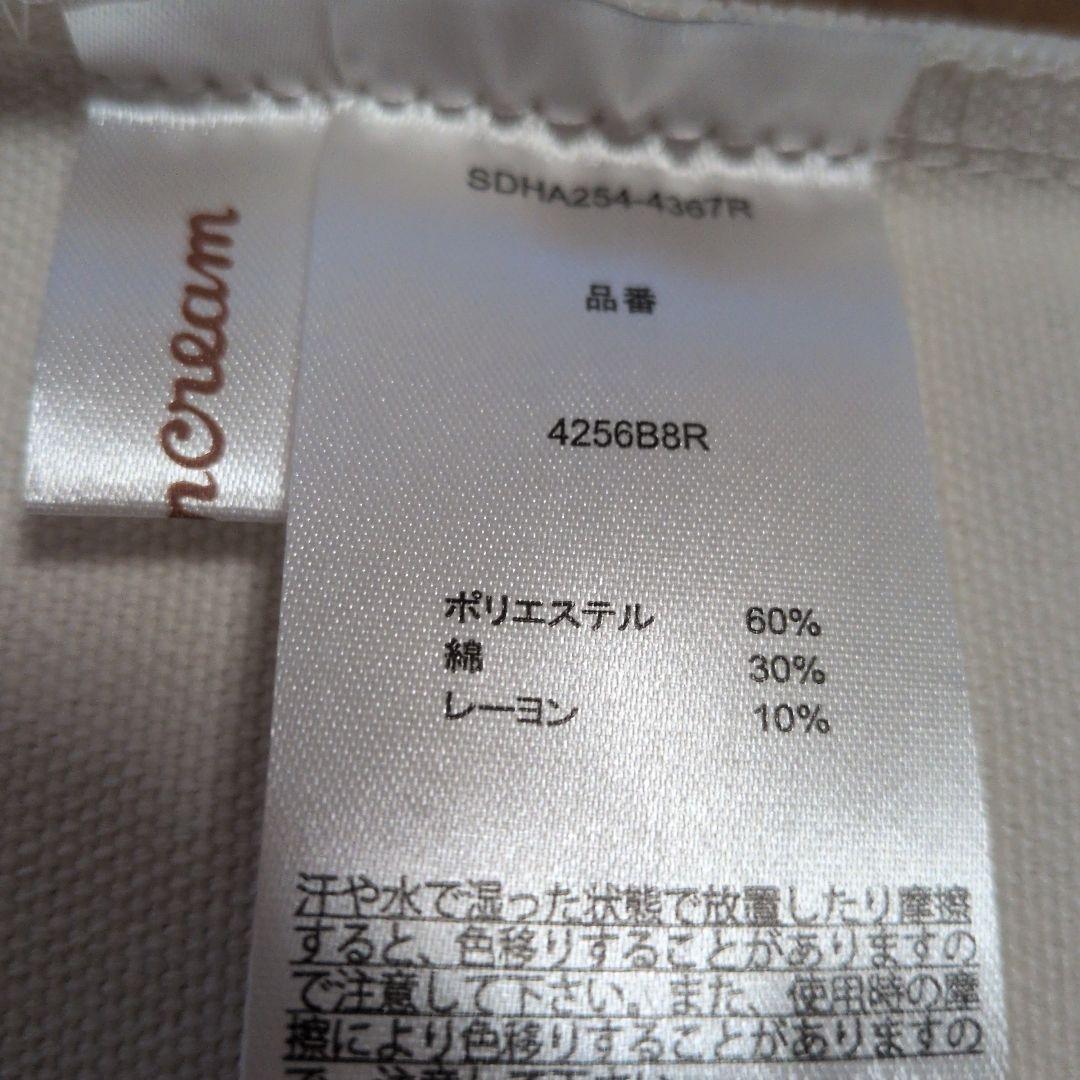 ncream
SDHA254-4367R
品番
4256B8R
ポリエステル 60%
綿 30%
レーヨン 10%
汗や水で湿った状態で放置したり摩擦
すると、色移りすることがありますの
で注意して下さい。また、使用時の摩
擦により色移りすることがありますの